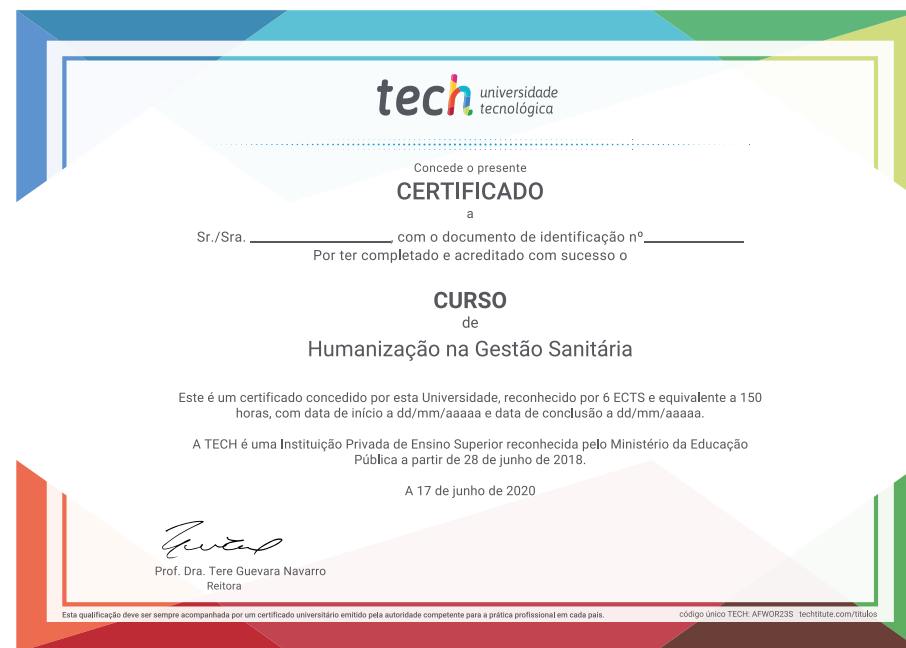 tech universidade
tecnológica
Concede o presente
CERTIFICADO
a
Sr./Sra. ____________, com o documento de identificação nº____________
Por ter completado e acreditado com sucesso o
CURSO
de
Humanização na Gestão Sanitária
Este é um certificado concedido por esta Universidade, reconhecido por 6 ECTS e equivalente a 150
horas, com data de início a dd/mm/aaaaa e data de conclusão a dd/mm/aaaaa.
A TECH é uma Instituição Privada de Ensino Superior reconhecida pelo Ministério da Educação
Pública a partir de 28 de junho de 2018.
A 17 de junho de 2020
Prof. Dra. Tere Guevara Navarro
Reitora
Esta qualificação deve ser sempre acompanhada por um certificado universitário emitido pela autoridade competente para a prática profissional em cada país.
código único TECH: AFWOR23S techtitute.com/titulos